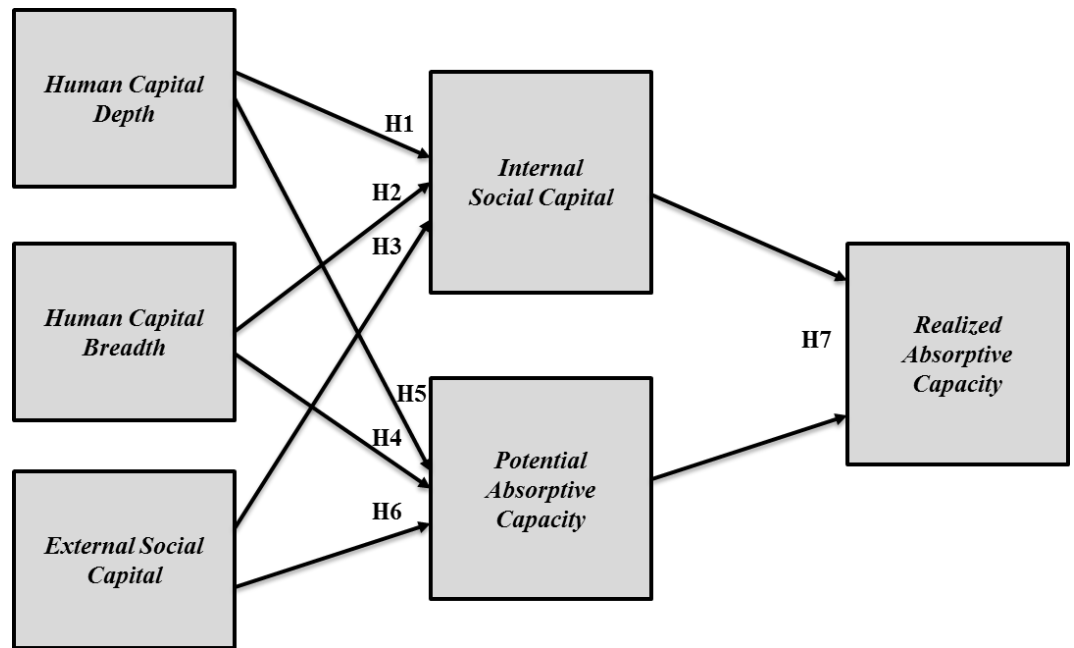 Human Capital
Depth
Human Capital
Breadth
External Social
Capital
H1
H2
H3
H5
H4
H6
Internal
Social Capital
Potential
Absorptive
Capacity
H7
Realized
Absorptive
Capacity